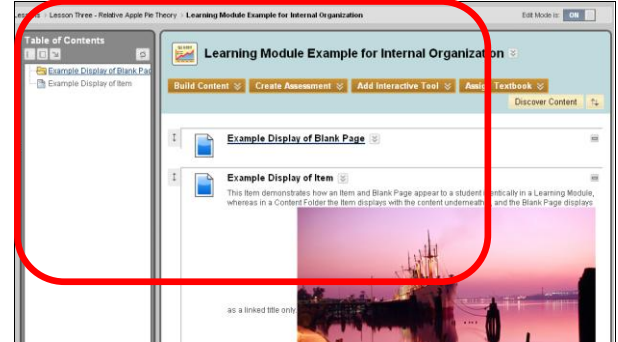 Lessons > Lesson Three - Relative Apple Pie Theory > Learning Module Example for Internal Organization
Edit Mode is: ON
Table of Contents
Example Display of Blank Pag
Example Display of Item
Learning Module Example for Internal Organization
Build Content
Create Assessment
Add Interactive Tool
Assign Textbook
Discover Content
Example Display of Blank Page
Example Display of Item
This Item demonstrates how an Item and Blank Page appear to a student identically in a Learning Module,
whereas in a Content Folder the Item displays with the content underneath, and the Blank Page displays
as a linked title only.